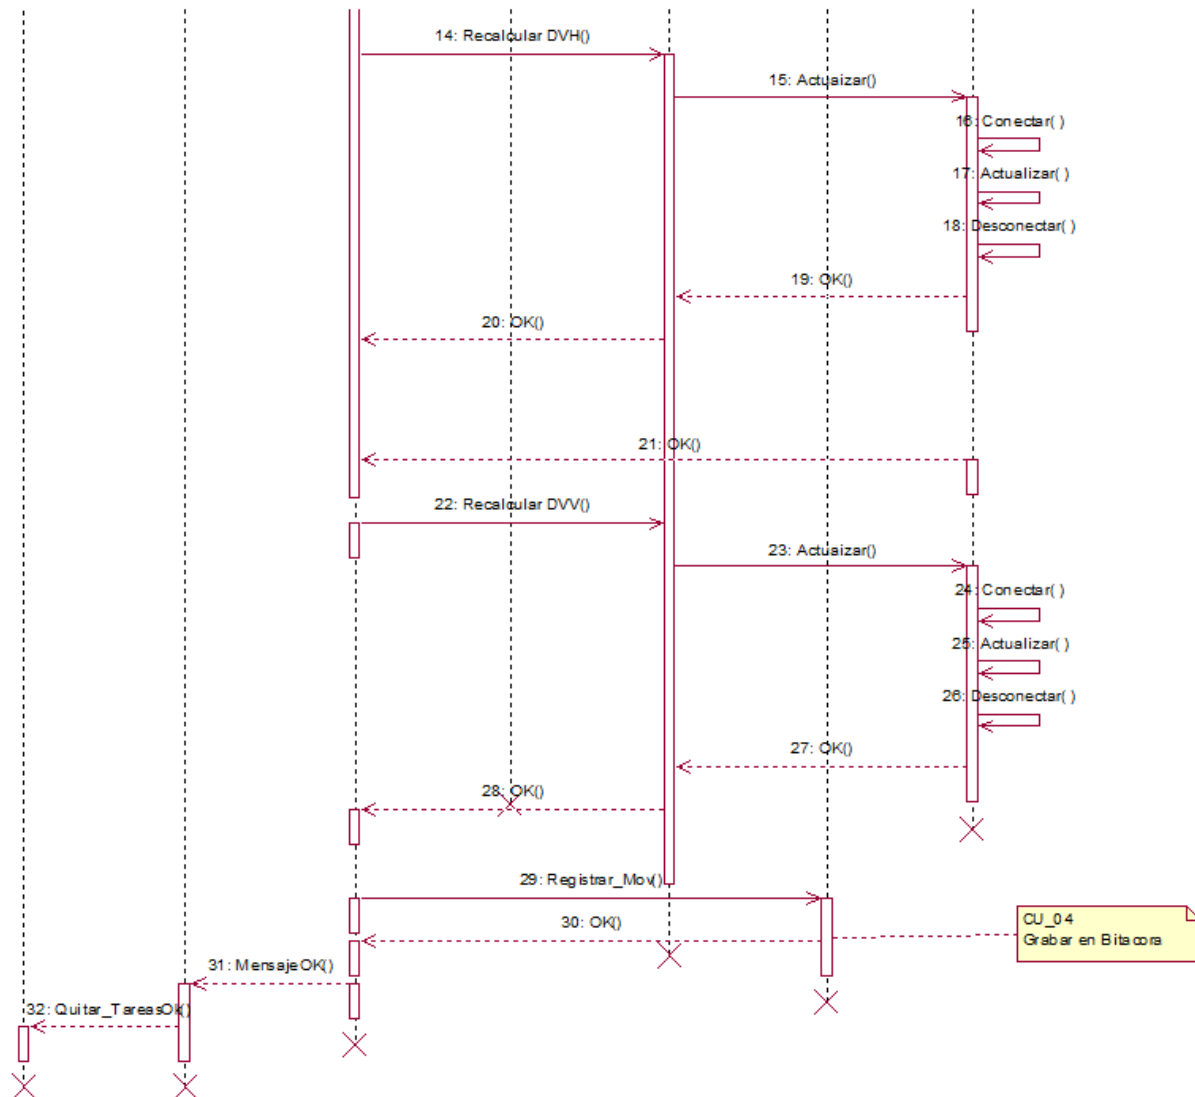 14: Recalcular DVH()
15: Actuaizar()
16: Conectar( )
17: Actualizar( )
18: Desconectar( )
19: OK()
20: OK()
21: OK()
22: Recalcular DVV()
23: Actuaizar()
24: Conectar( )
25: Actualizar( )
26: Desconectar( )
27: OK()
28: OK()
29: Registrar_Mov()
30: OK()
CU_04
Grabar en Bitacora
31: MensajeOK()
32: Quitar_TareasOk()